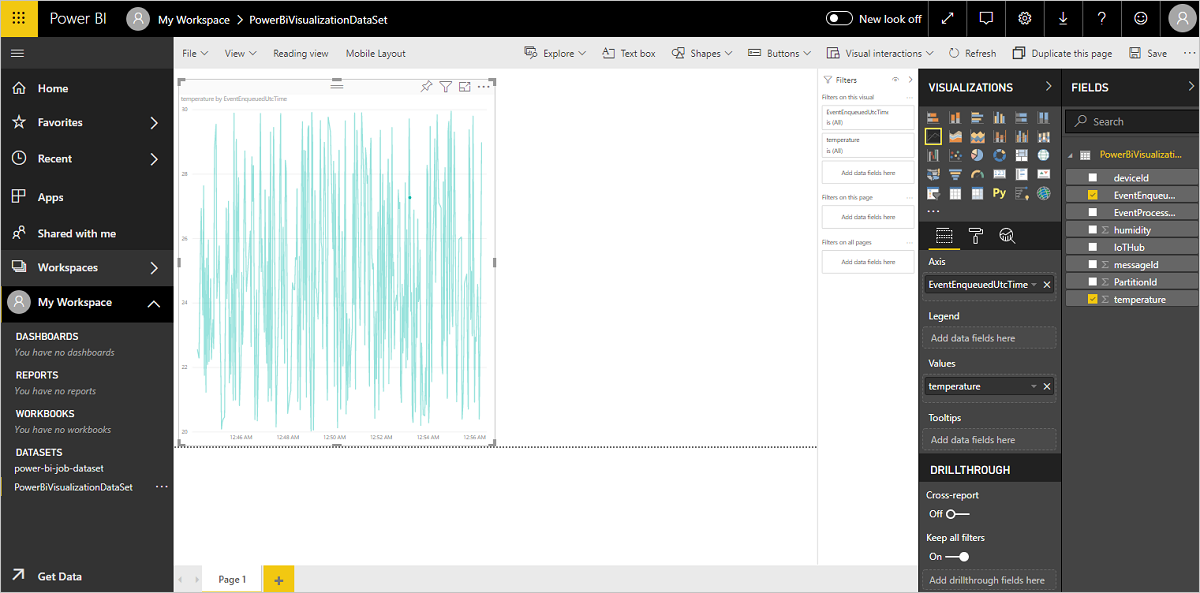 Power BI
My Workspace > PowerBiVisualizationDataSet
New look off
?
File
View
Reading view
Mobile Layout
Explore
Text box
Shapes
Buttons
Visual interactions
Refresh
Duplicate this page
Save
Home
Favorites
Recent
Apps
Shared with me
Workspaces
My Workspace
DASHBOARDS
You have no dashboards
REPORTS
You have no reports
WORKBOOKS
You have no workbooks
DATASETS
power-bi-job-dataset
PowerBiVisualizationDataSet
Get Data
temperature by EventEnqueuedUtcTime
30
28
26
24
22
20
12:46 AM
12:48 AM
12:50 AM
12:52 AM
12:54 AM
12:56 AM
Page 1
+
Filters
Filters on this visual
EventEnqueuedUtcTime
is (All)
temperature
is (All)
Add data fields here
Filters on this page
Add data fields here
Filters on all pages
Add data fields here
VISUALIZATIONS
Py
Axis
EventEnqueuedUtcTime
Legend
Add data fields here
Values
temperature
Tooltips
Add data fields here
DRILLTHROUGH
Cross-report
Off
Keep all filters
On
Add drillthrough fields here
FIELDS
Search
PowerBiVisualizati...
deviceId
EventEnqueu...
EventProcess...
Σ humidity
IoTHub
Σ messageId
Σ PartitionId
Σ temperature